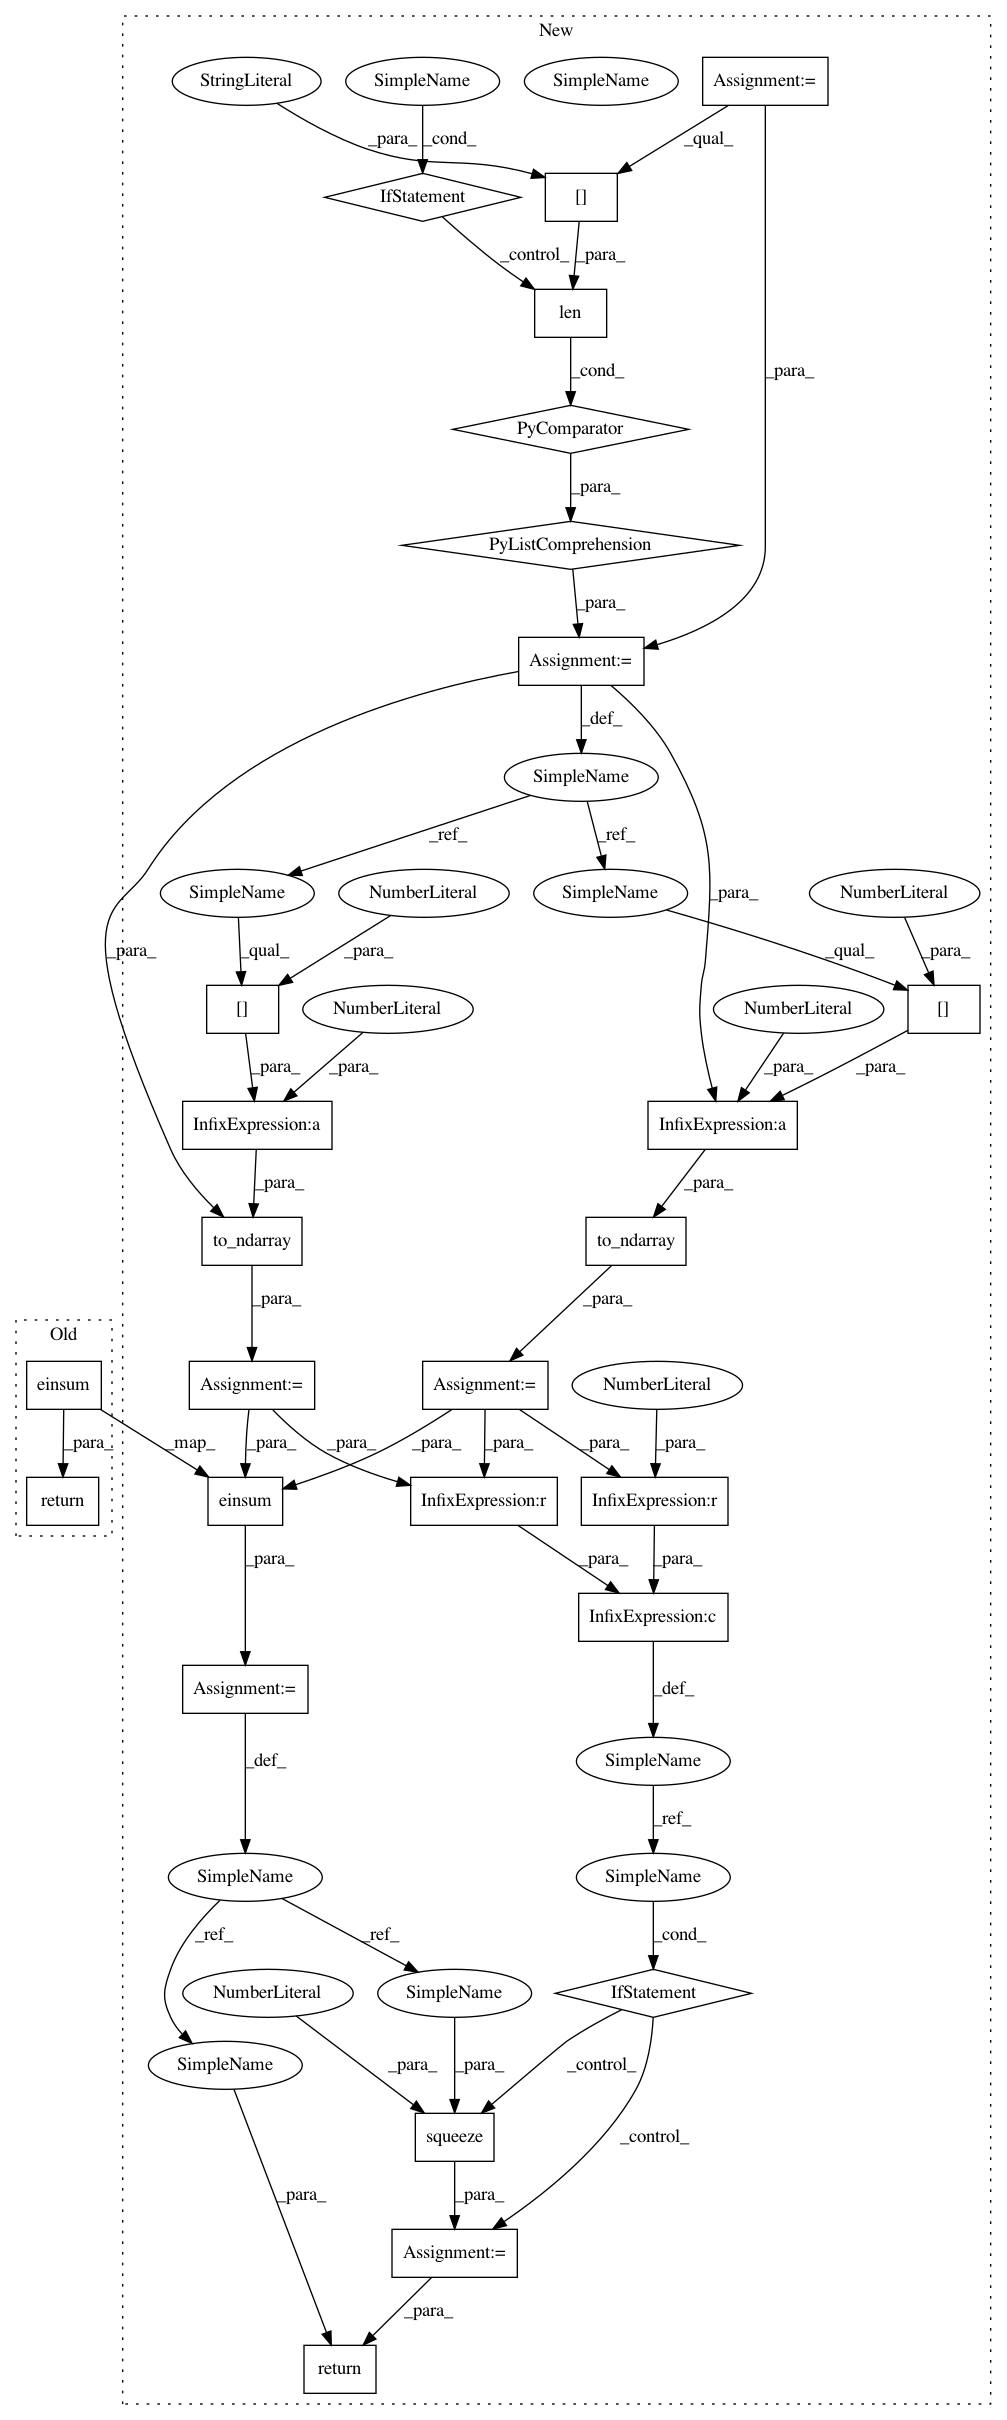 New
StringLiteral
SimpleName
SimpleName
Assignment:=
_para_
_cond_
_qual_
IfStatement
[]
_control_
_para_
len
_cond_
_para_
PyComparator
_para_
PyListComprehension
_para_
Assignment:=
_def_
SimpleName
_ref_
_ref_
SimpleName
NumberLiteral
SimpleName
NumberLiteral
_para_
_para_
_qual_
_para_
_qual_
_para_
[]
NumberLiteral
NumberLiteral
[]
_para_
_para_
_para_
_para_
InfixExpression:a
InfixExpression:a
_para_
_para_
to_ndarray
to_ndarray
_para_
_para_
Old
einsum
Assignment:=
Assignment:=
NumberLiteral
_para_
_map_
_para_
_para_
_para_
_para_
_para_
_para_
return
einsum
InfixExpression:r
InfixExpression:r
_para_
_para_
_para_
InfixExpression:c
Assignment:=
_def_
_def_
SimpleName
_ref_
SimpleName
SimpleName
_ref_
_ref_
_cond_
NumberLiteral
SimpleName
IfStatement
SimpleName
_para_
_para_
_control_
squeeze
_control_
_para_
_para_
Assignment:=
_para_
return